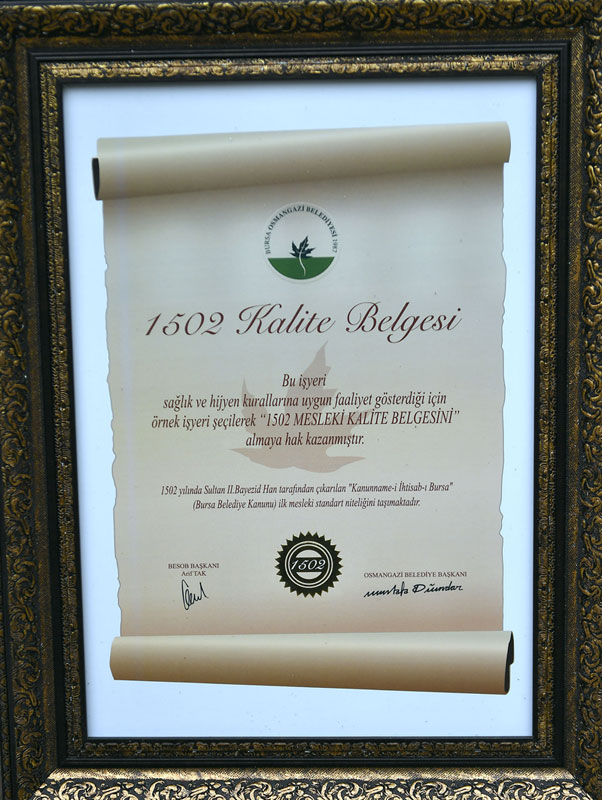 BURSA OSMANGAZİ BELEDİYESİ 1987
1502 Kalite Belgesi
Bu işyeri
sağlık ve hijyen kurallarına uygun faaliyet gösterdiği için
örnek işyeri seçilerek “1502 MESLEKİ KALİTE BELGESİNİ”
almaya hak kazanmıştır.
1502 yılında Sultan II.Bayezid Han tarafından çıkarılan "Kanunname-i İhtisab-ı Bursa"
(Bursa Belediye Kanunu) ilk mesleki standart niteliğini taşımaktadır.
BESOB BAŞKANI
Arif TAK
1502
OSMANGAZİ BELEDİYE BAŞKANI
Mustafa Dündar